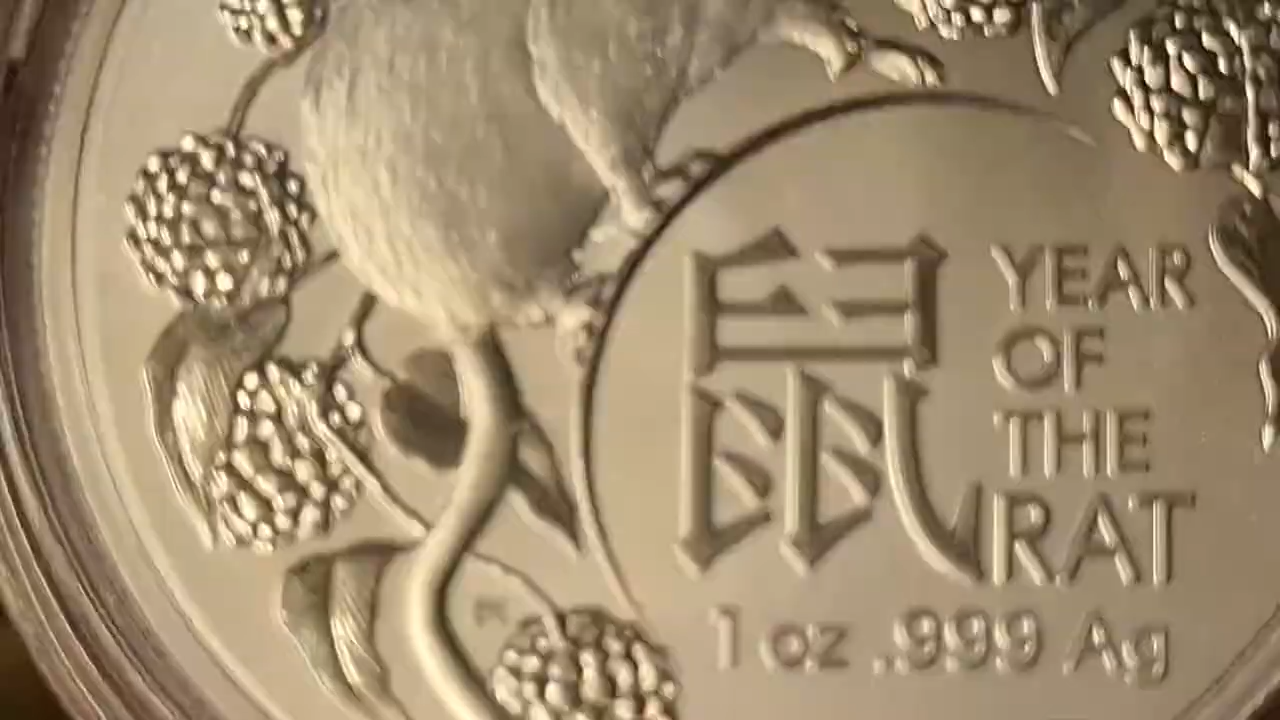 鼠
YEAR
OF
THE
RAT
1 oz .999 Ag